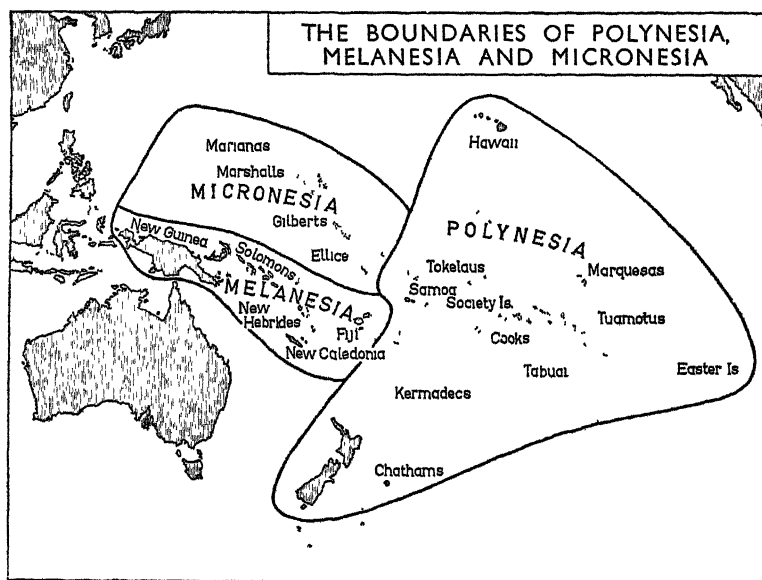 THE BOUNDARIES OF POLYNESIA,
MELANESIA AND MICRONESIA
Hawaii
Marianas
Marshalls
MICRONESIA
Gilberts
New Guinea
Solomons
Ellice
POLYNESIA
Tokelaus
Marquesas
Samoa
Society Is.
MELANESIA
New
Hebrides
Fiji
New Caledonia
Tuamotus
Cooks
Tabuai
Easter Is
Kermadecs
Chathams